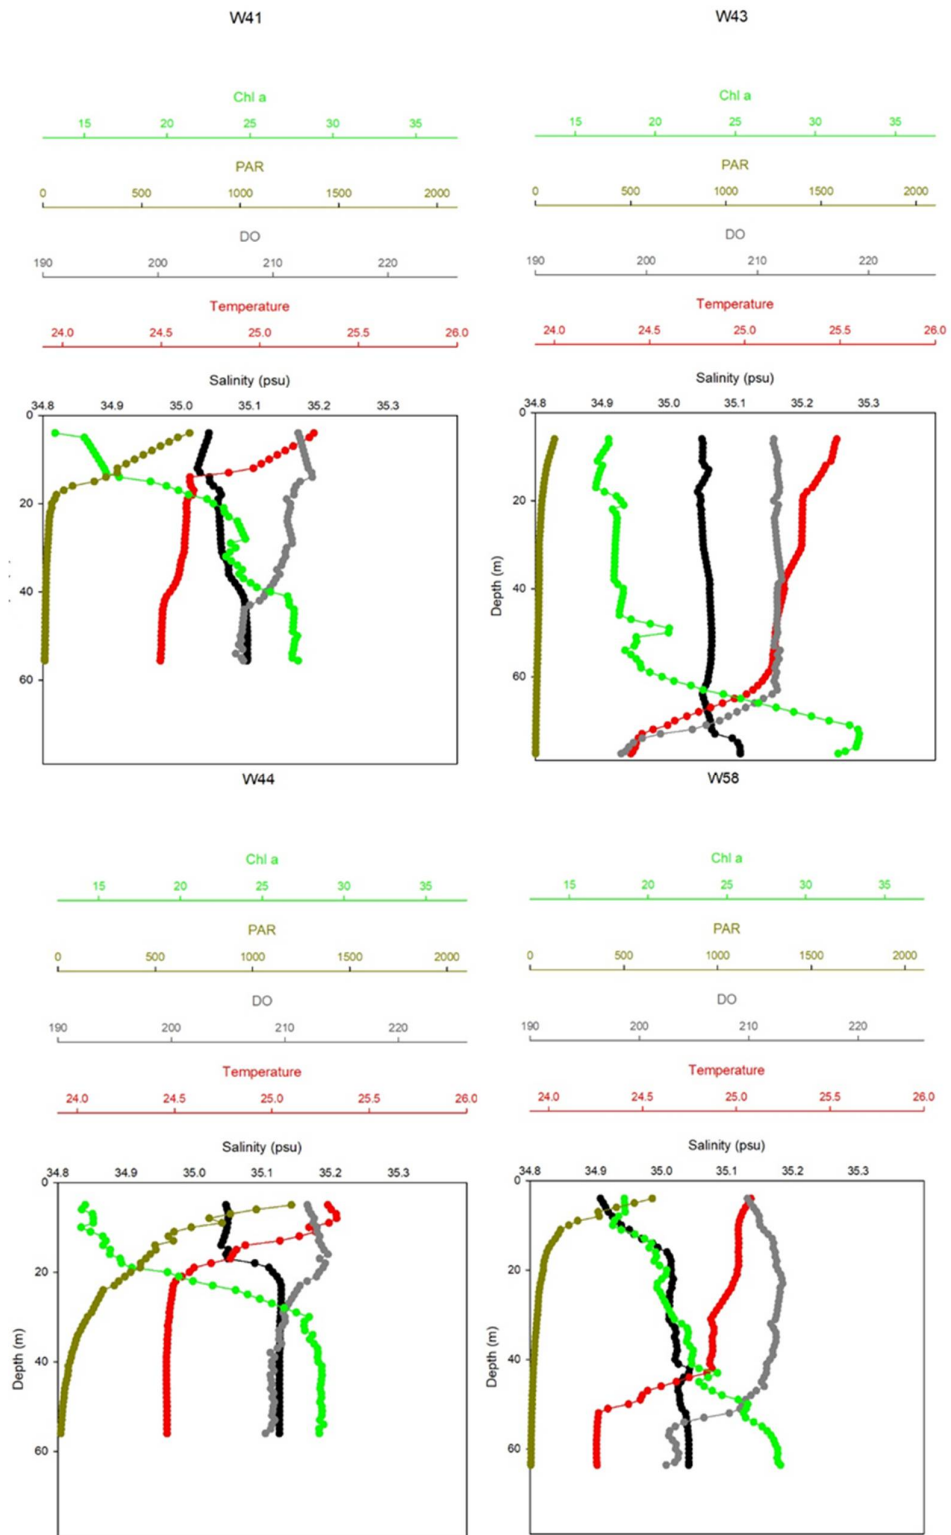 W41
Chl a
15 20 25 30 35
PAR
0 500 1000 1500 2000
DO
190 200 210 220
Temperature
24.0 24.5 25.0 25.5 26.0
Salinity (psu)
34.8 34.9 35.0 35.1 35.2 35.3
0
20
40
60
W43
Chl a
15 20 25 30 35
PAR
0 500 1000 1500 2000
DO
190 200 210 220
Temperature
24.0 24.5 25.0 25.5 26.0
Salinity (psu)
34.8 34.9 35.0 35.1 35.2 35.3
0
20
40
60
Depth (m)
W44
Chl a
15 20 25 30 35
PAR
0 500 1000 1500 2000
DO
190 200 210 220
Temperature
24.0 24.5 25.0 25.5 26.0
Salinity (psu)
34.8 34.9 35.0 35.1 35.2 35.3
0
20
40
60
Depth (m)
W58
Chl a
15 20 25 30 35
PAR
0 500 1000 1500 2000
DO
190 200 210 220
Temperature
24.0 24.5 25.0 25.5 26.0
Salinity (psu)
34.8 34.9 35.0 35.1 35.2 35.3
0
20
40
60
Depth (m)